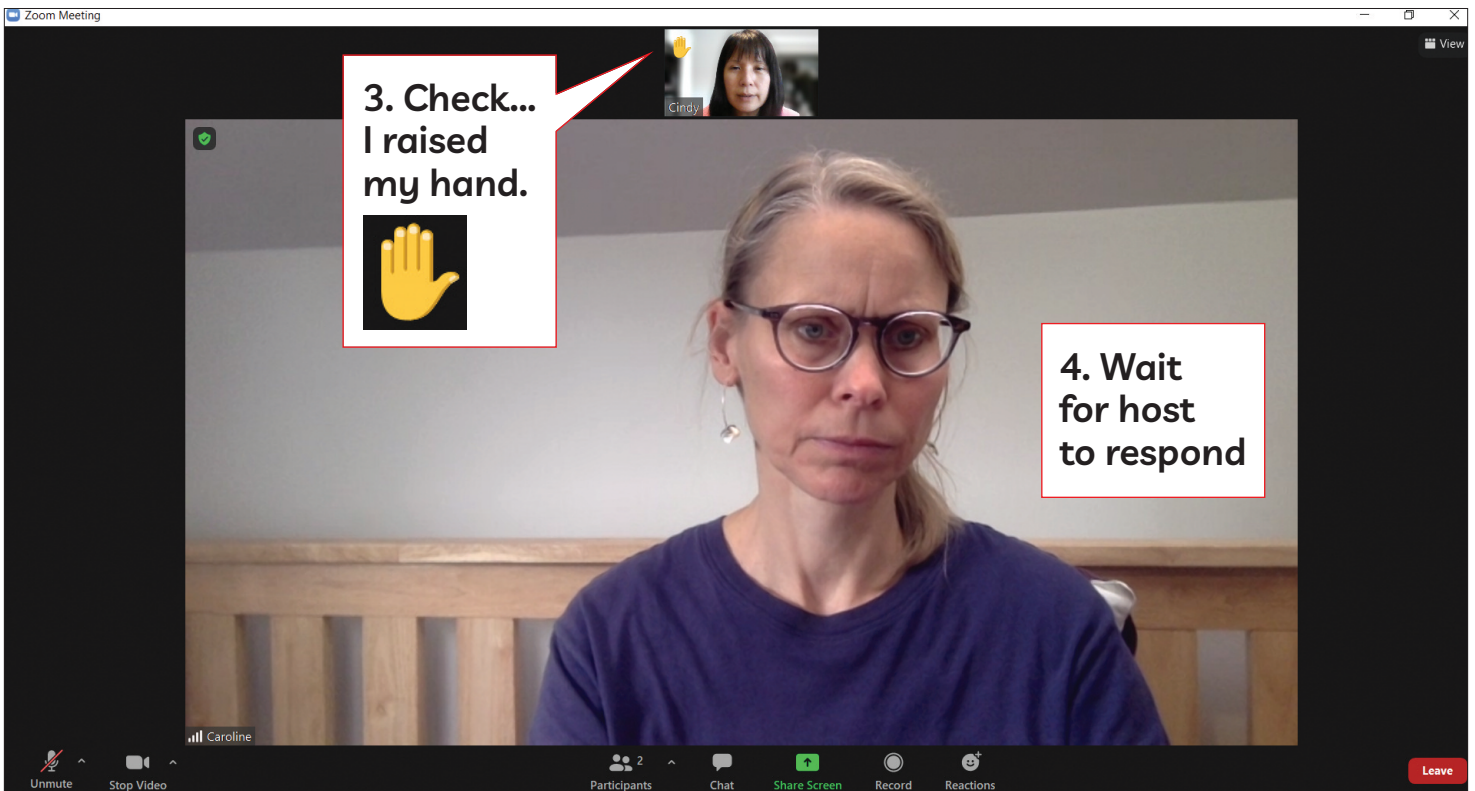 Zoom Meeting
View
3. Check...
I raised
my hand.
Cindy
4. Wait
for host
to respond
Caroline
Unmute
Stop Video
Participants
2
Chat
Share Screen
Record
Reactions
Leave